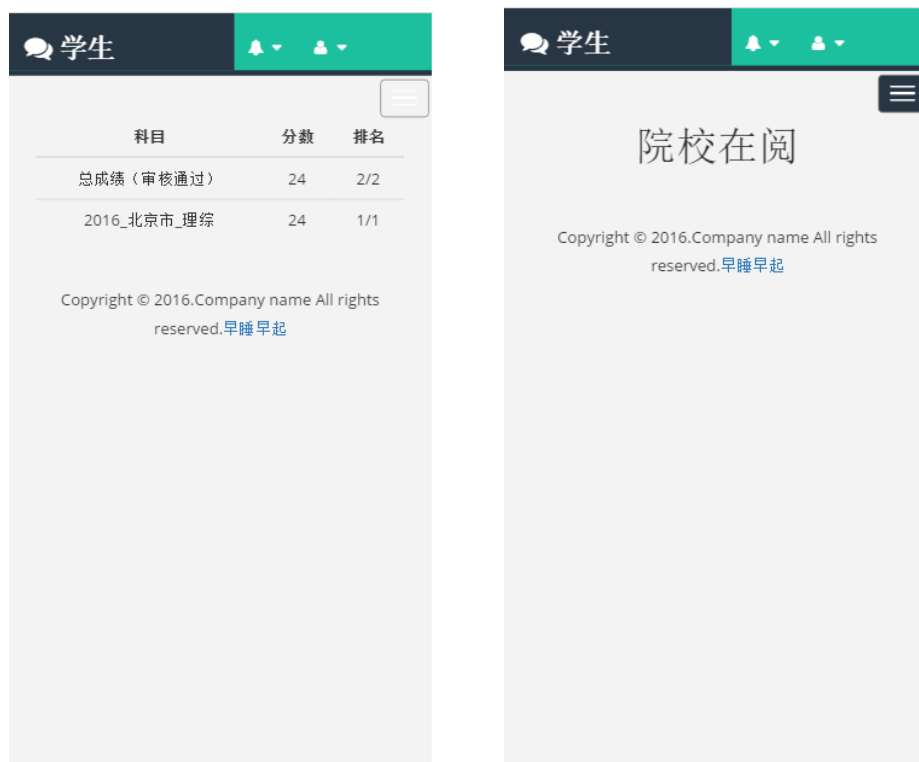 学生
科目 分数 排名
总成绩（审核通过） 24 2/2
2016_北京市_理综 24 1/1
Copyright © 2016.Company name All rights
reserved.早睡早起
学生
院校在阅
Copyright © 2016.Company name All rights
reserved.早睡早起